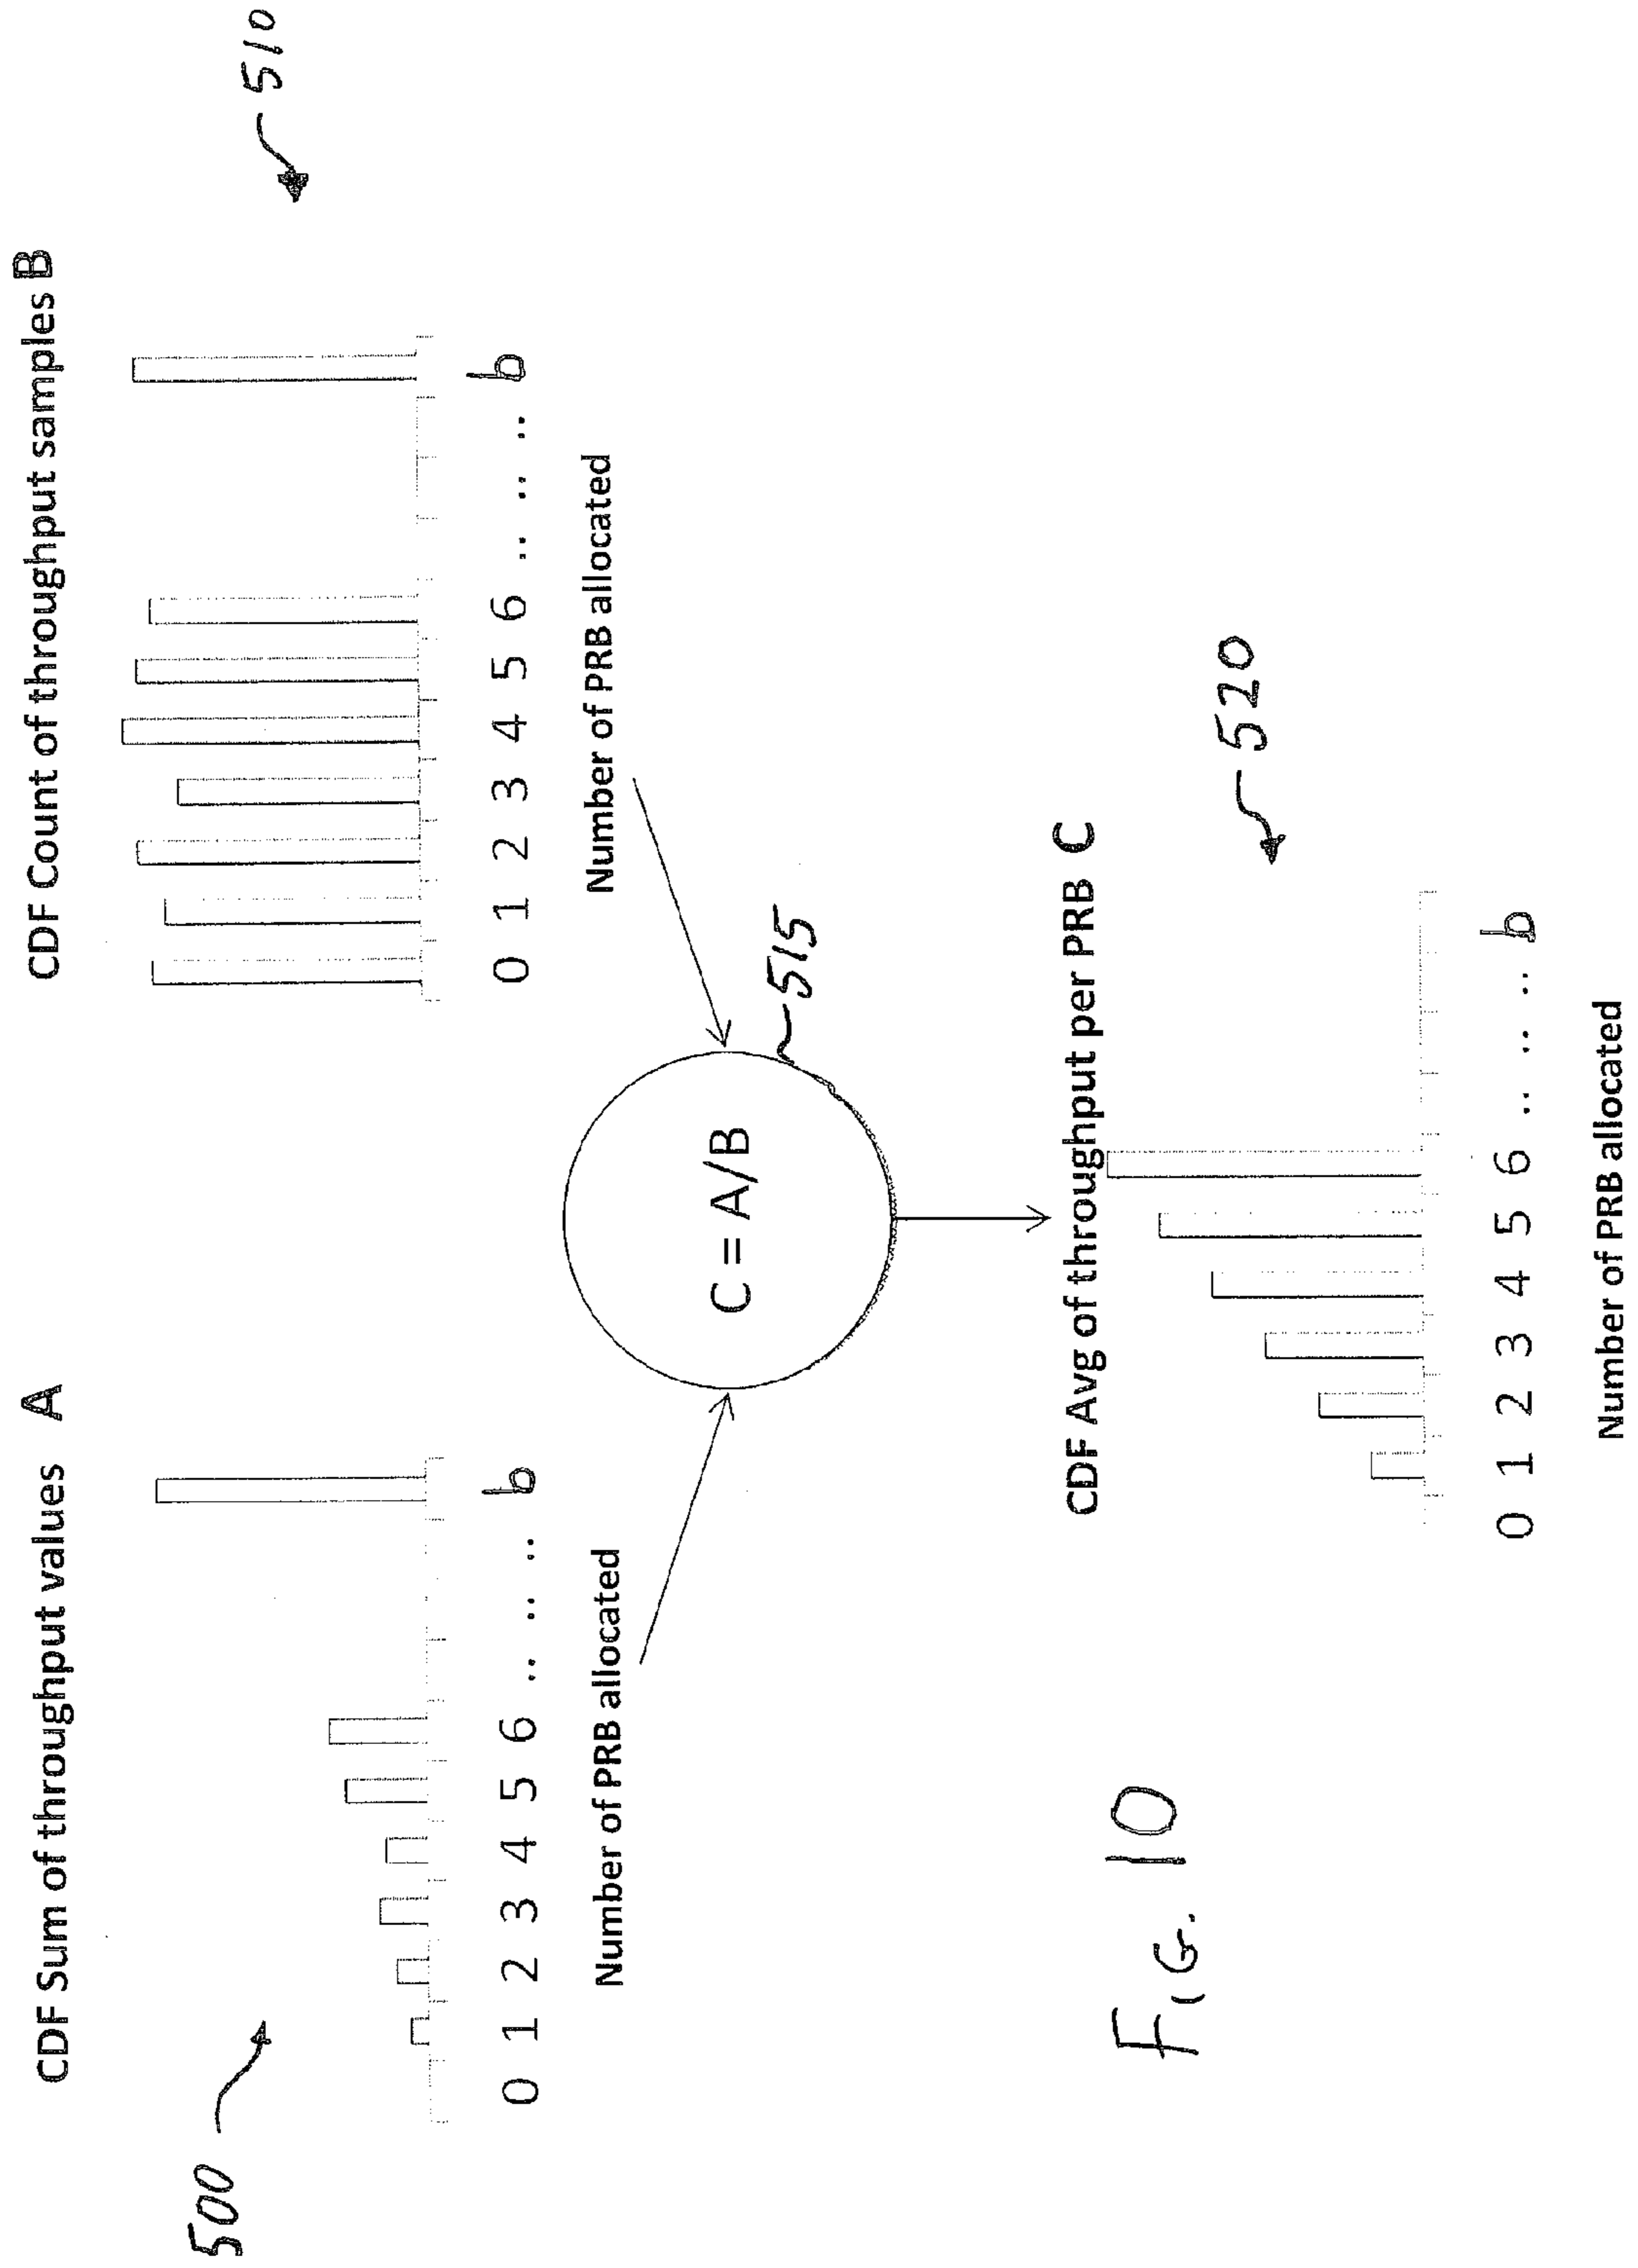 CDF Sum of throughput values A
500
0 1 2 3 4 5 6 .. .. .. b
Number of PRB allocated
CDF Count of throughput samples B
510
0 1 2 3 4 5 6 .. .. .. b
Number of PRB allocated
C = A/B
515
CDF Avg of throughput per PRB C
520
0 1 2 3 4 5 6 .. .. .. b
Number of PRB allocated
FIG. 10